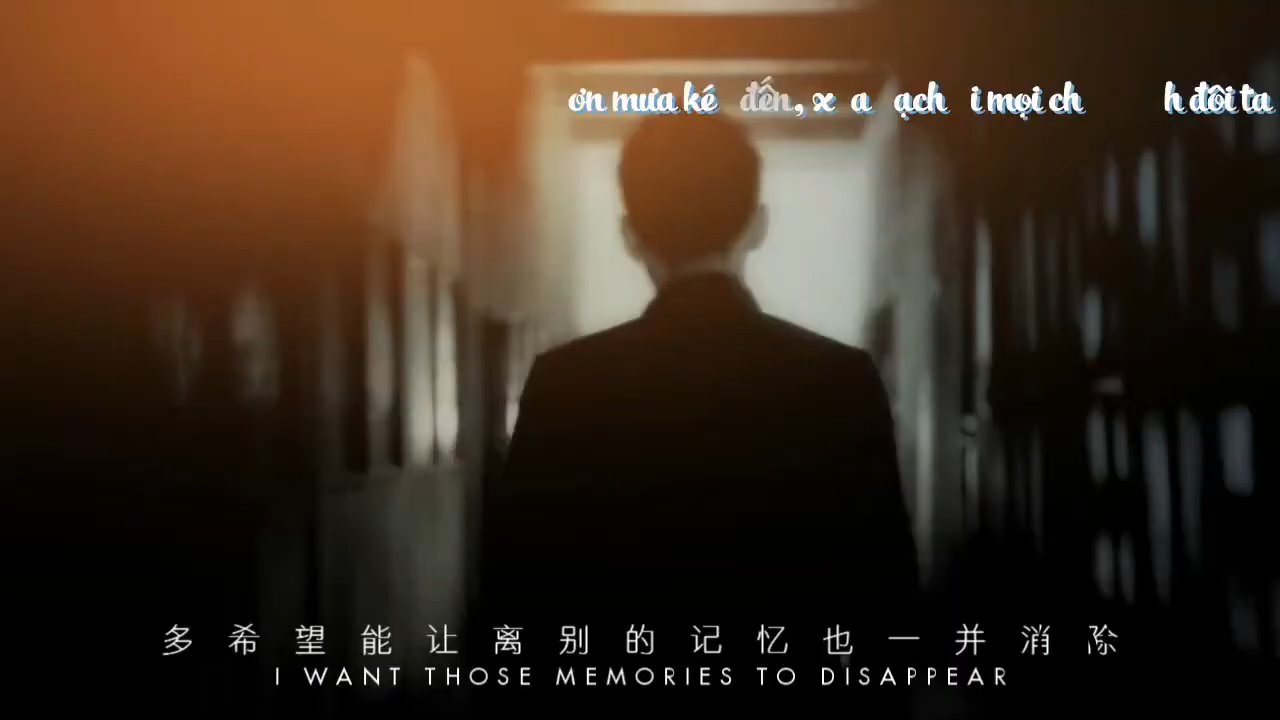 ơn mưa ké đến, x a ạch i mọi ch h đôi ta
多希望能让离别的记忆也一并消除
I WANT THOSE MEMORIES TO DISAPPEAR